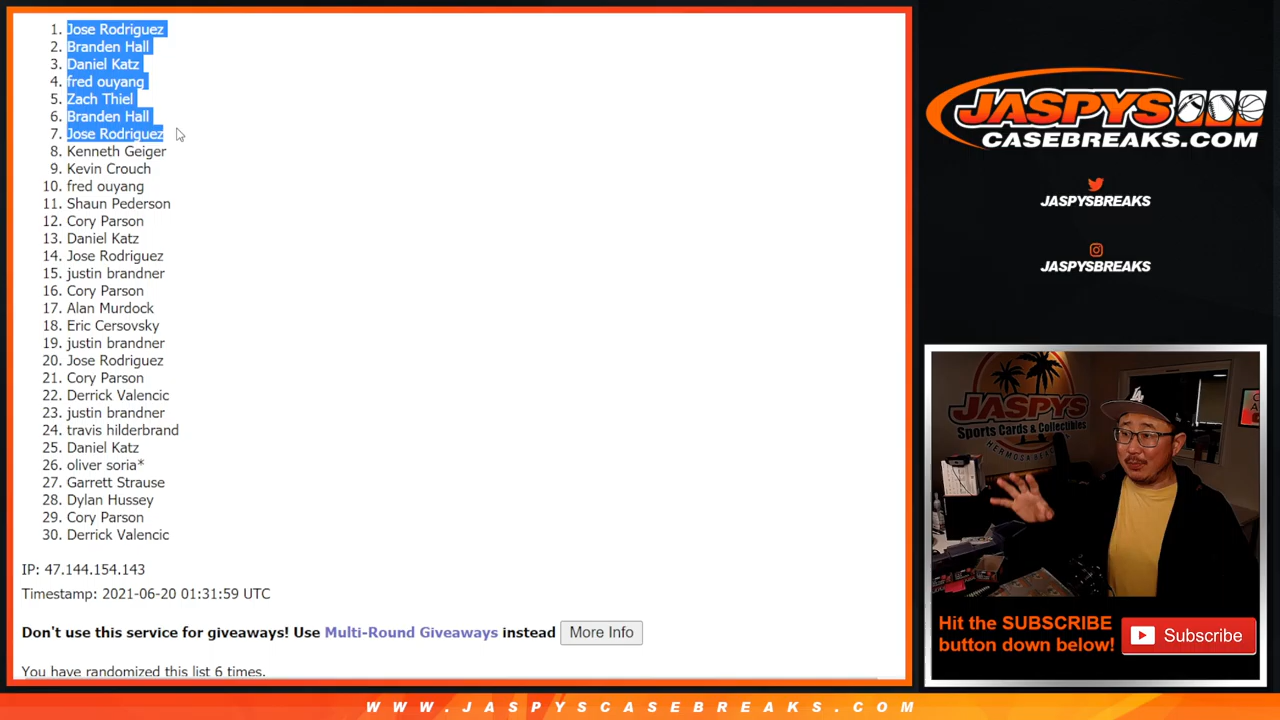 1. Jose Rodriguez
2. Branden Hall
3. Daniel Katz
4. fred ouyang
5. Zach Thiel
6. Branden Hall
7. Jose Rodriguez
8. Kenneth Geiger
9. Kevin Crouch
10. fred ouyang
11. Shaun Pederson
12. Cory Parson
13. Daniel Katz
14. Jose Rodriguez
15. justin brandner
16. Cory Parson
17. Alan Murdock
18. Eric Cersovsky
19. justin brandner
20. Jose Rodriguez
21. Cory Parson
22. Derrick Valencic
23. justin brandner
24. travis hilderbrand
25. Daniel Katz
26. oliver soria*
27. Garrett Strause
28. Dylan Hussey
29. Cory Parson
30. Derrick Valencic
IP: 47.144.154.143
Timestamp: 2021-06-20 01:31:59 UTC
Don't use this service for giveaways! Use Multi-Round Giveaways instead More Info
You have randomized this list 6 times.
JASPYS
CASEBREAKS.COM
JASPYSBREAKS
JASPYSBREAKS
JASPYS
Sports Cards & Collectibles
HERMOSA BEACH
Hit the SUBSCRIBE
button down below!
Subscribe
WWW.JASPYSCASEBREAKS.COM